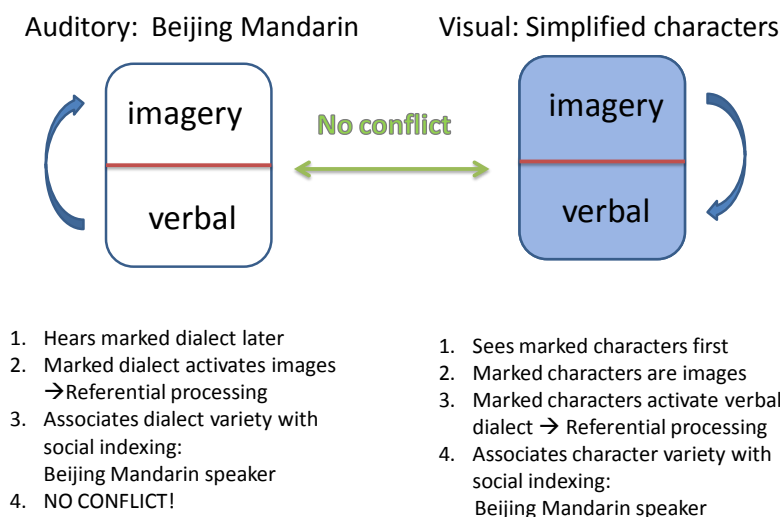 Auditory: Beijing Mandarin
imagery
verbal
No conflict
Visual: Simplified characters
imagery
verbal
1. Hears marked dialect later
2. Marked dialect activates images
→Referential processing
3. Associates dialect variety with
social indexing:
Beijing Mandarin speaker
4. NO CONFLICT!
1. Sees marked characters first
2. Marked characters are images
3. Marked characters activate verbal
dialect → Referential processing
4. Associates character variety with
social indexing:
Beijing Mandarin speaker